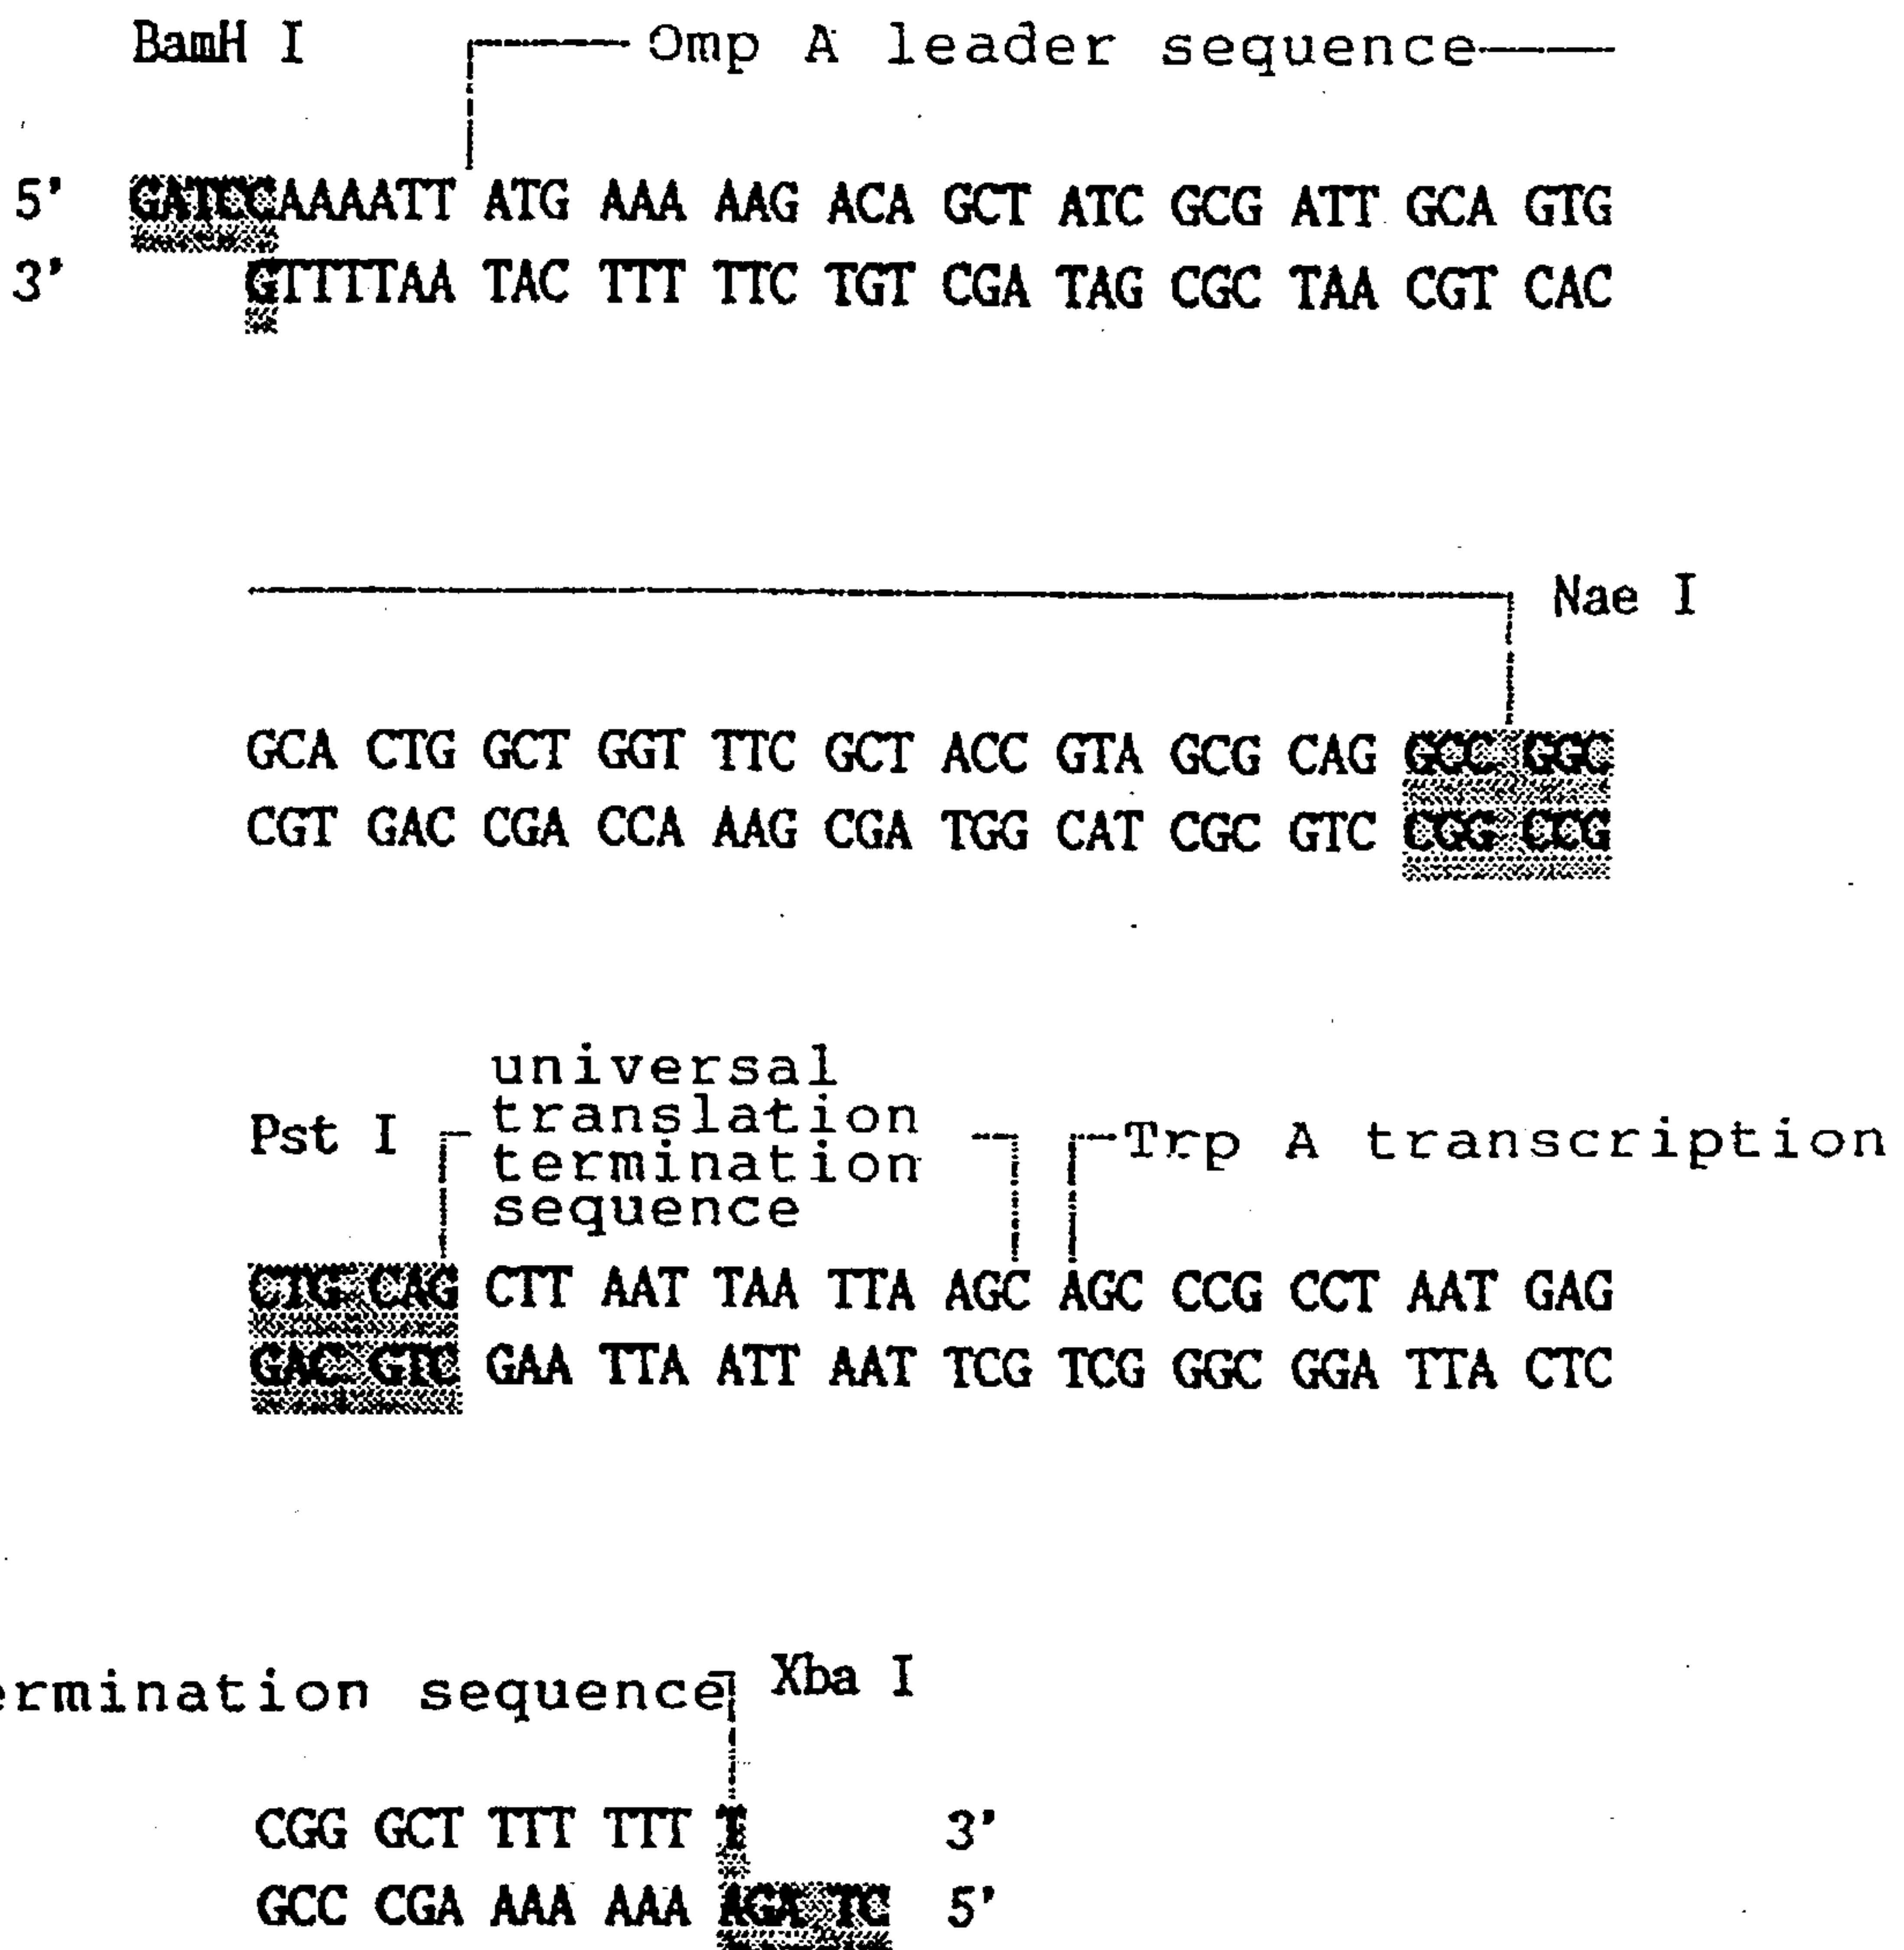 BamH I Omp A leader sequence
5' GATCCAAAATT ATG AAA AAG ACA GCT ATC GCG ATT GCA GTG
3' GTTTTAA TAC TTT TTC TGT CGA TAG CGC TAA CGT CAC
Nae I
GCA CTG GCT GGT TTC GCT ACC GTA GCG CAG GCC GGC
CGT GAC CGA CCA AAG CGA TGG CAT CGC GTC CGG CCG
universal
translation
termination
sequence
Pst I
Trp A transcription
CTG CAG CTT AAT TAA TTA AGC AGC CCG CCT AAT GAG
GAC GTC GAA TTA ATT AAT TCG TCG GGC GGA TTA CTC
ermination sequence Xba I
CGG GCT TTT TTT T 3'
GCC CGA AAA AAA AGA TC 5'